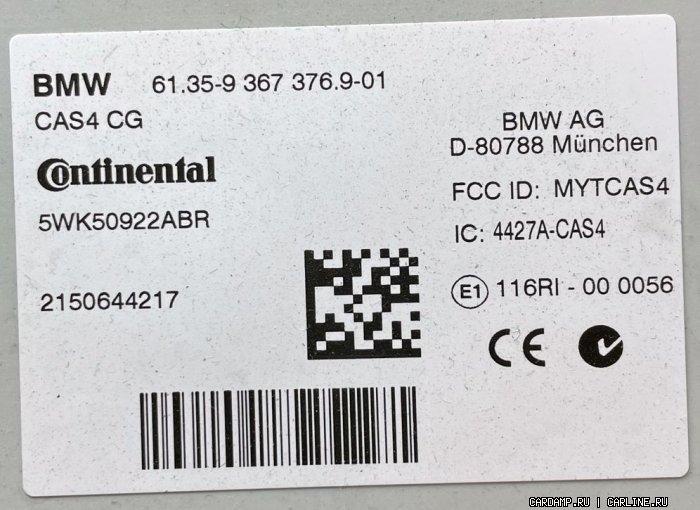 BMW 61.35-9 367 376.9-01
CAS4 CG
Continental
5WK50922ABR
2150644217
BMW AG
D-80788 München
FCC ID: MYTCAS4
IC: 4427A-CAS4
E1 116RI - 00 0056
CE
CARDAMP.RU | CARLINE.RU